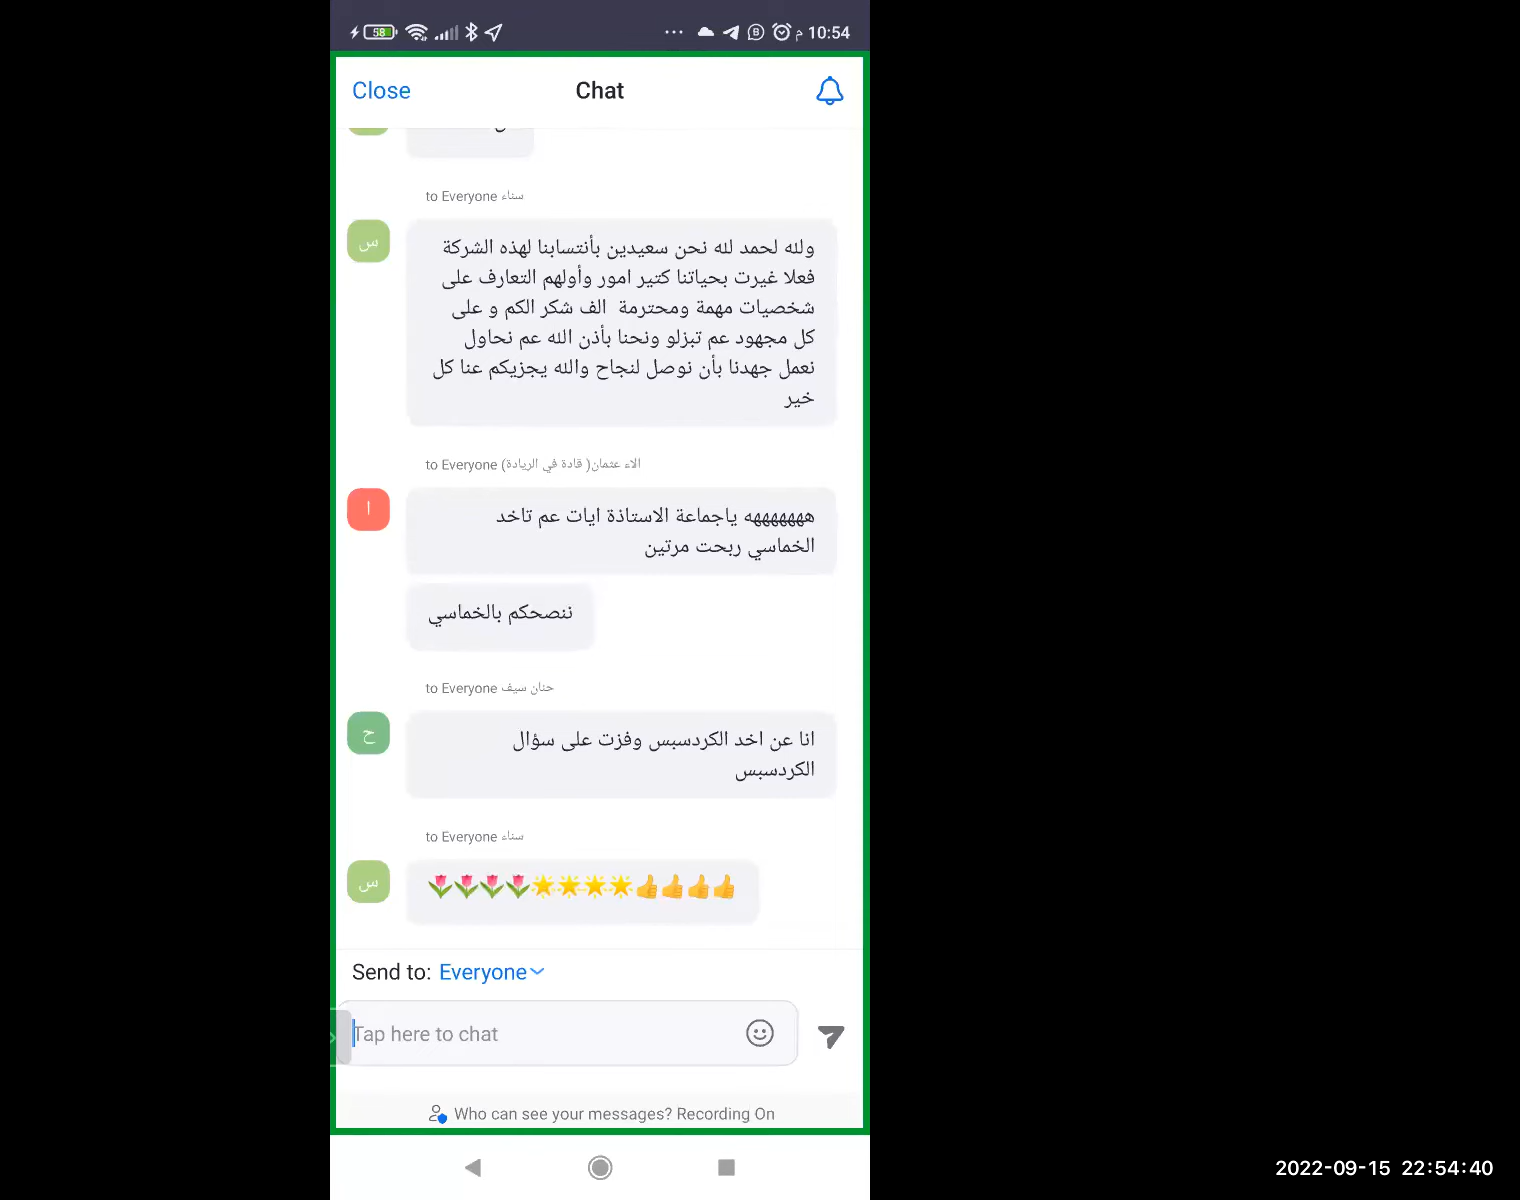 58
م 10:54
Close
Chat
سناء to Everyone
س
ولله لحمد لله نحن سعيدين بأنتسابنا لهذه الشركة
فعلا غيرت بحياتنا كتير امور وأولهم التعارف على
شخصيات مهمة ومحترمة  الف شكر الكم و على
كل مجهود عم تبزلو ونحنا بأذن الله عم نحاول
نعمل جهدنا بأن نوصل لنجاح والله يجزيكم عنا كل
خير
الاء عثمان( قادة في الريادة) to Everyone
ا
هههههههه ياجماعة الاستاذة ايات عم تاخد
الخماسي ربحت مرتين
ننصحكم بالخماسي
حنان سيف to Everyone
ح
انا عن اخد الكردسبس وفزت على سؤال
الكردسبس
سناء to Everyone
س
🌷🌷🌷🌷🌟🌟🌟🌟👍👍👍👍
Send to: Everyone
Tap here to chat
Who can see your messages? Recording On
2022-09-15 22:54:40